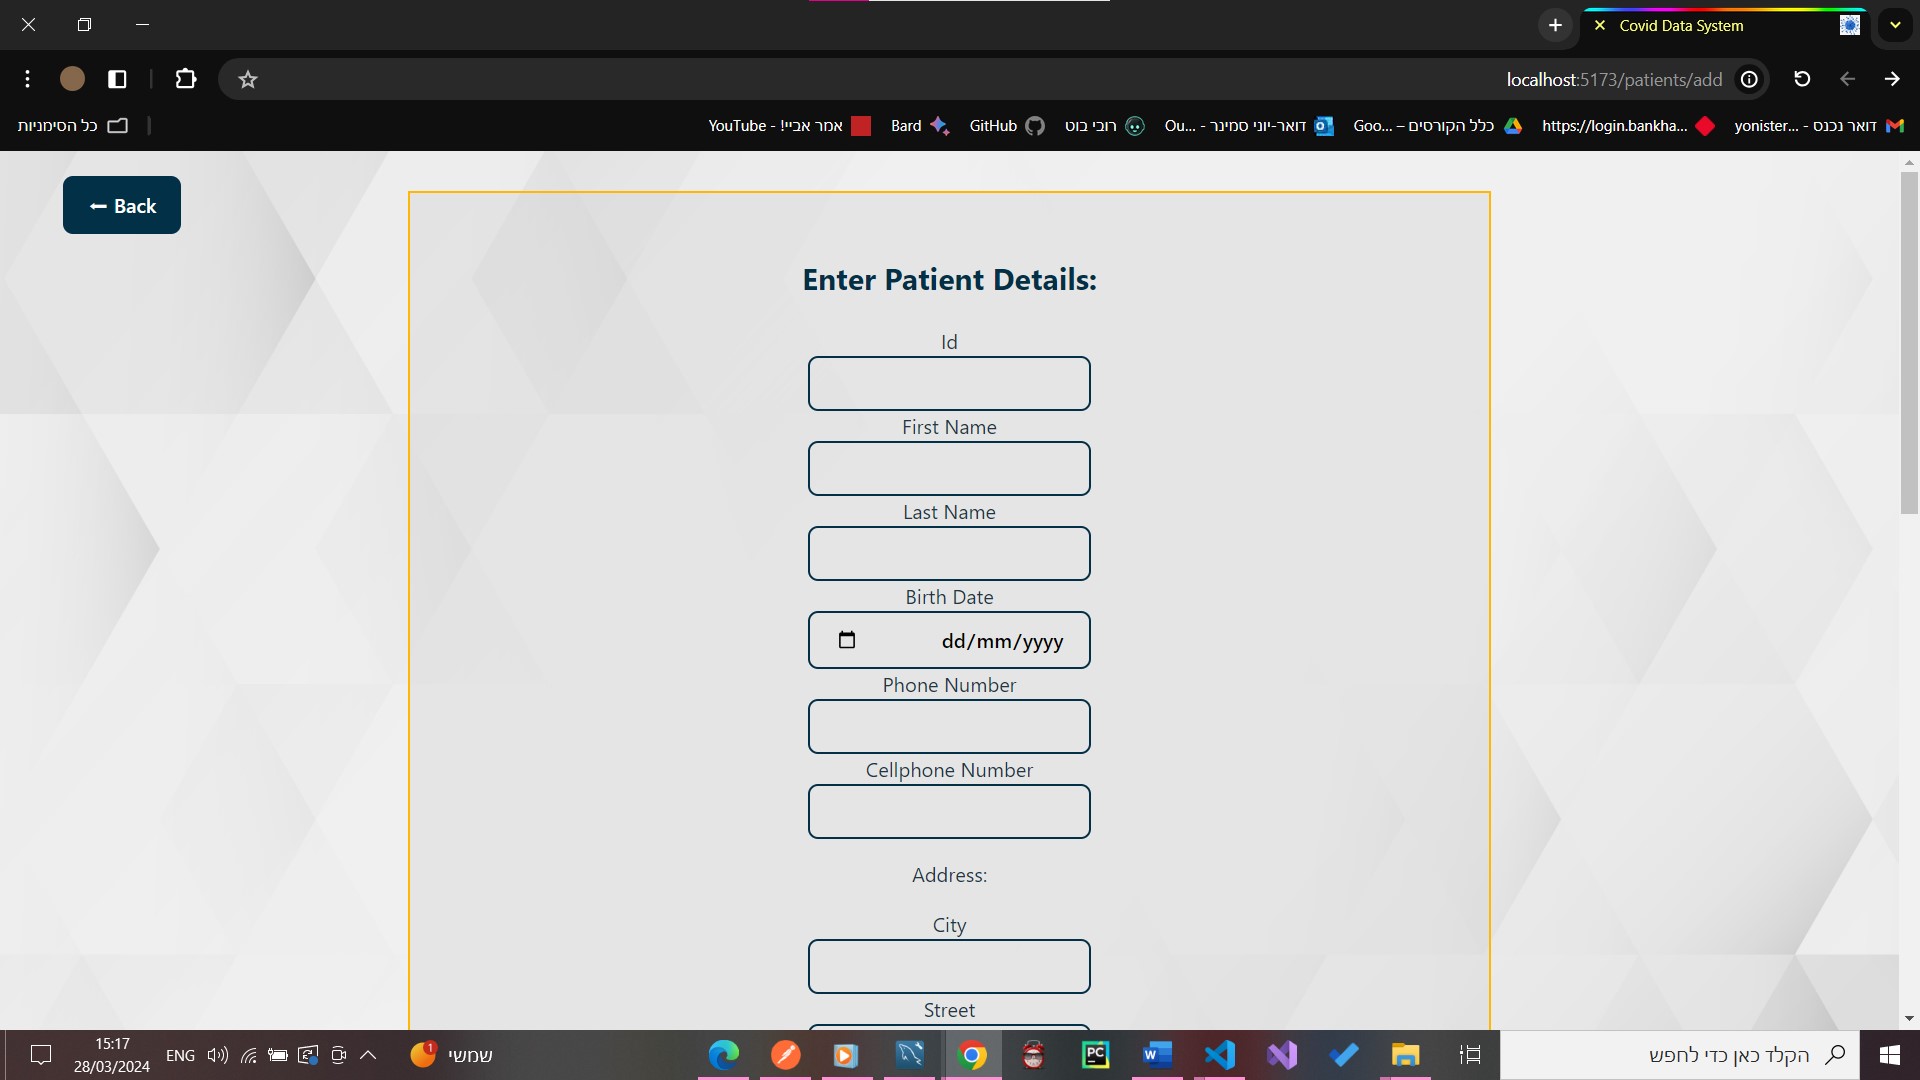 Covid Data System
localhost:5173/patients/add
דואר נכנס - yonister...
https://login.bankha...
כלל הקורסים – Goo...
דואר-יוני סמינר - Ou...
רובי בוט
GitHub
Bard
אמר אביי! - YouTube
כל הסימניות
Back
Enter Patient Details:
Id
First Name
Last Name
Birth Date
dd/mm/yyyy
Phone Number
Cellphone Number
Address:
City
Street
הקלד כאן כדי לחפש
PC
W
1
שמשי
ENG
15:17
28/03/2024